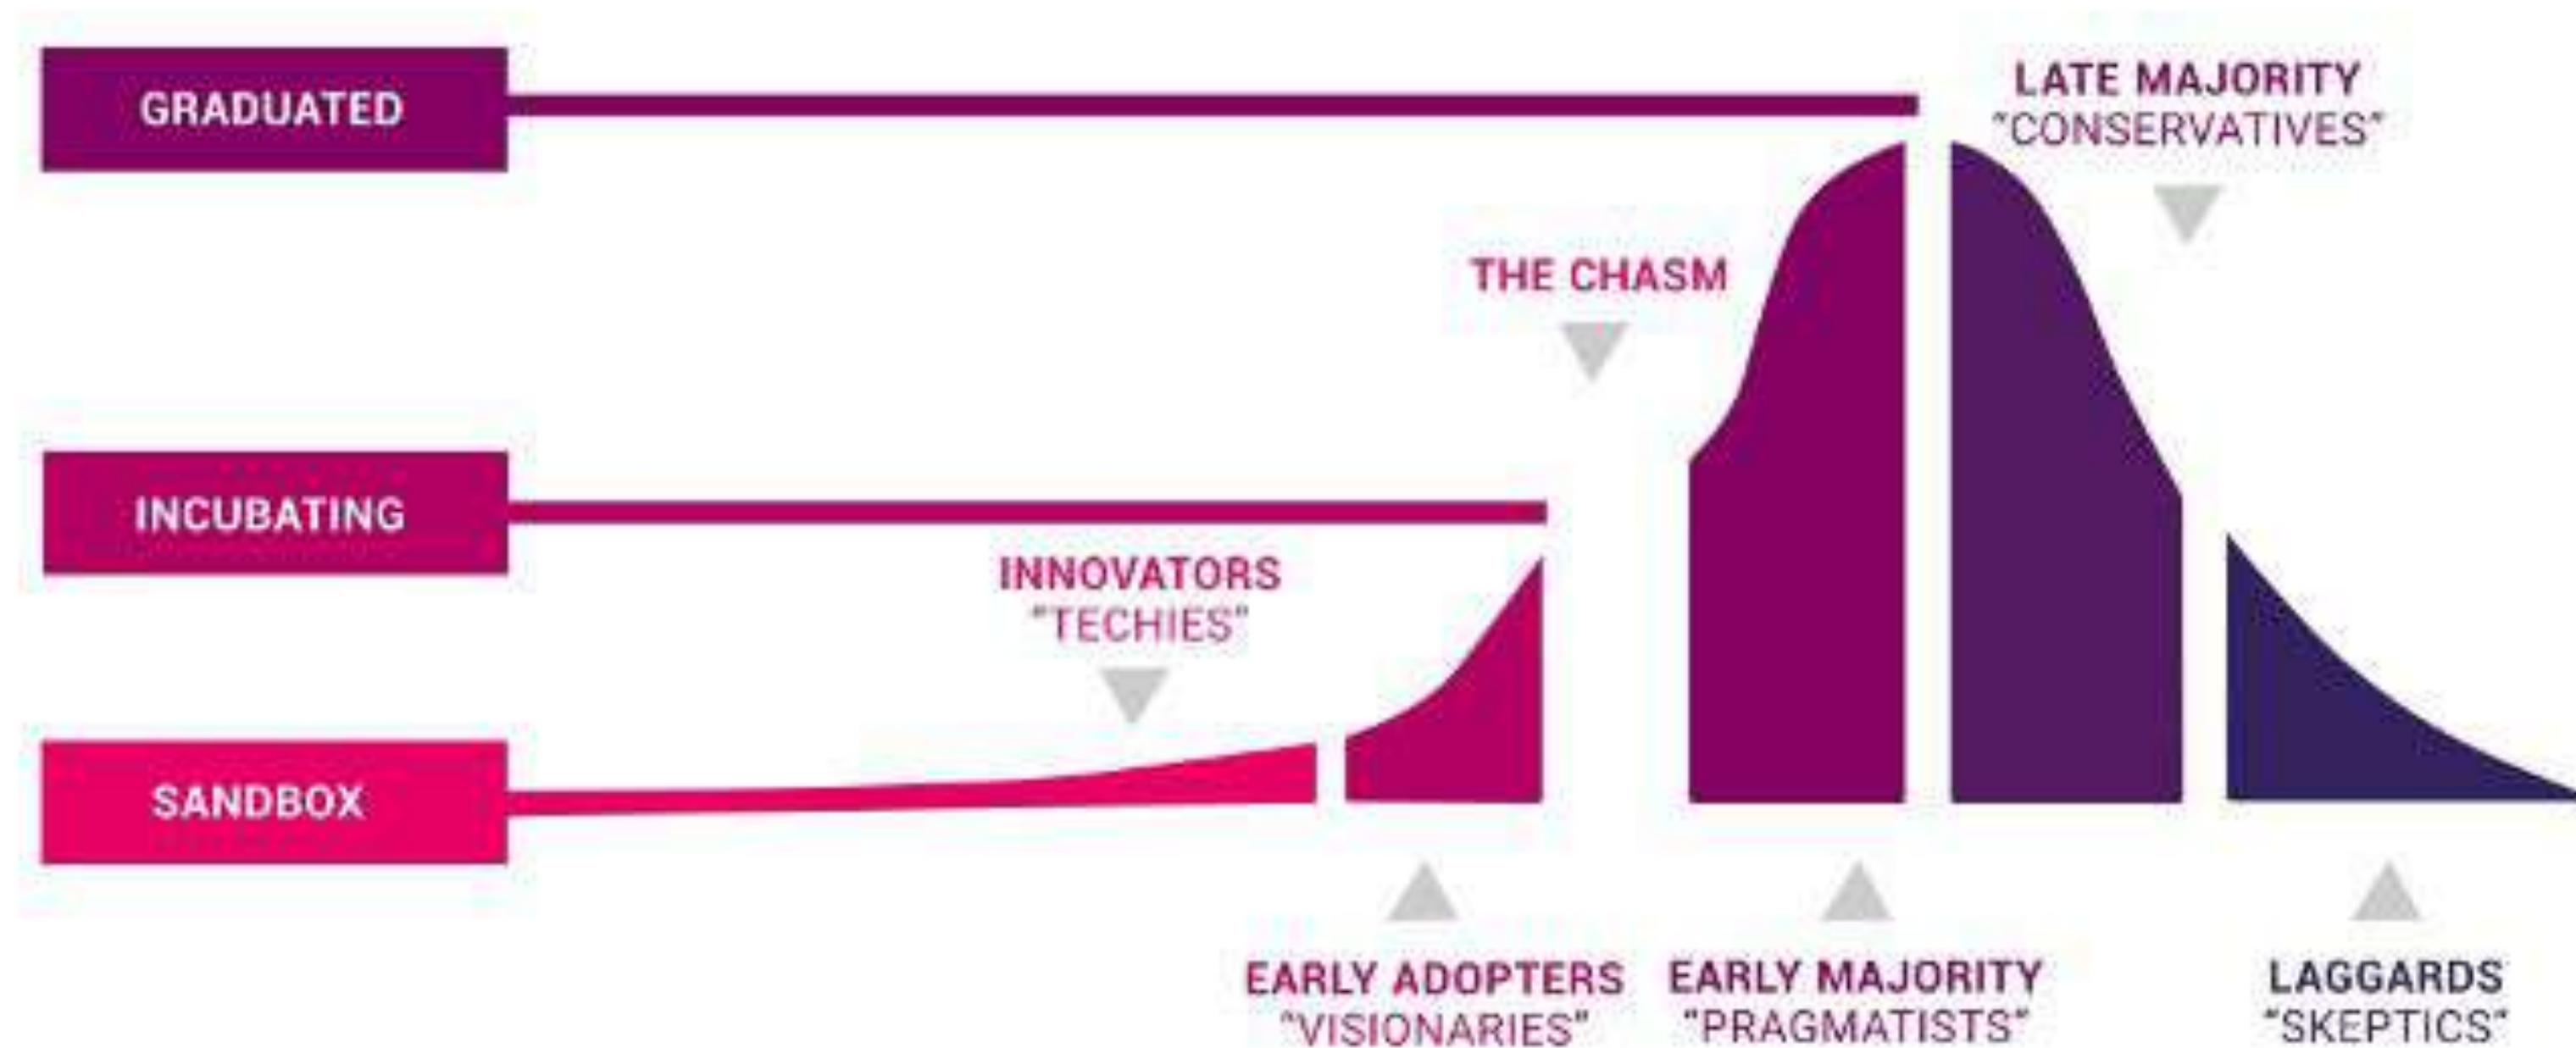 GRADUATED
LATE MAJORITY
"CONSERVATIVES"
THE CHASM
INCUBATING
INNOVATORS
"TECHIES"
SANDBOX
EARLY ADOPTERS
"VISIONARIES"
EARLY MAJORITY
"PRAGMATISTS"
LAGGARDS
"SKEPTICS"